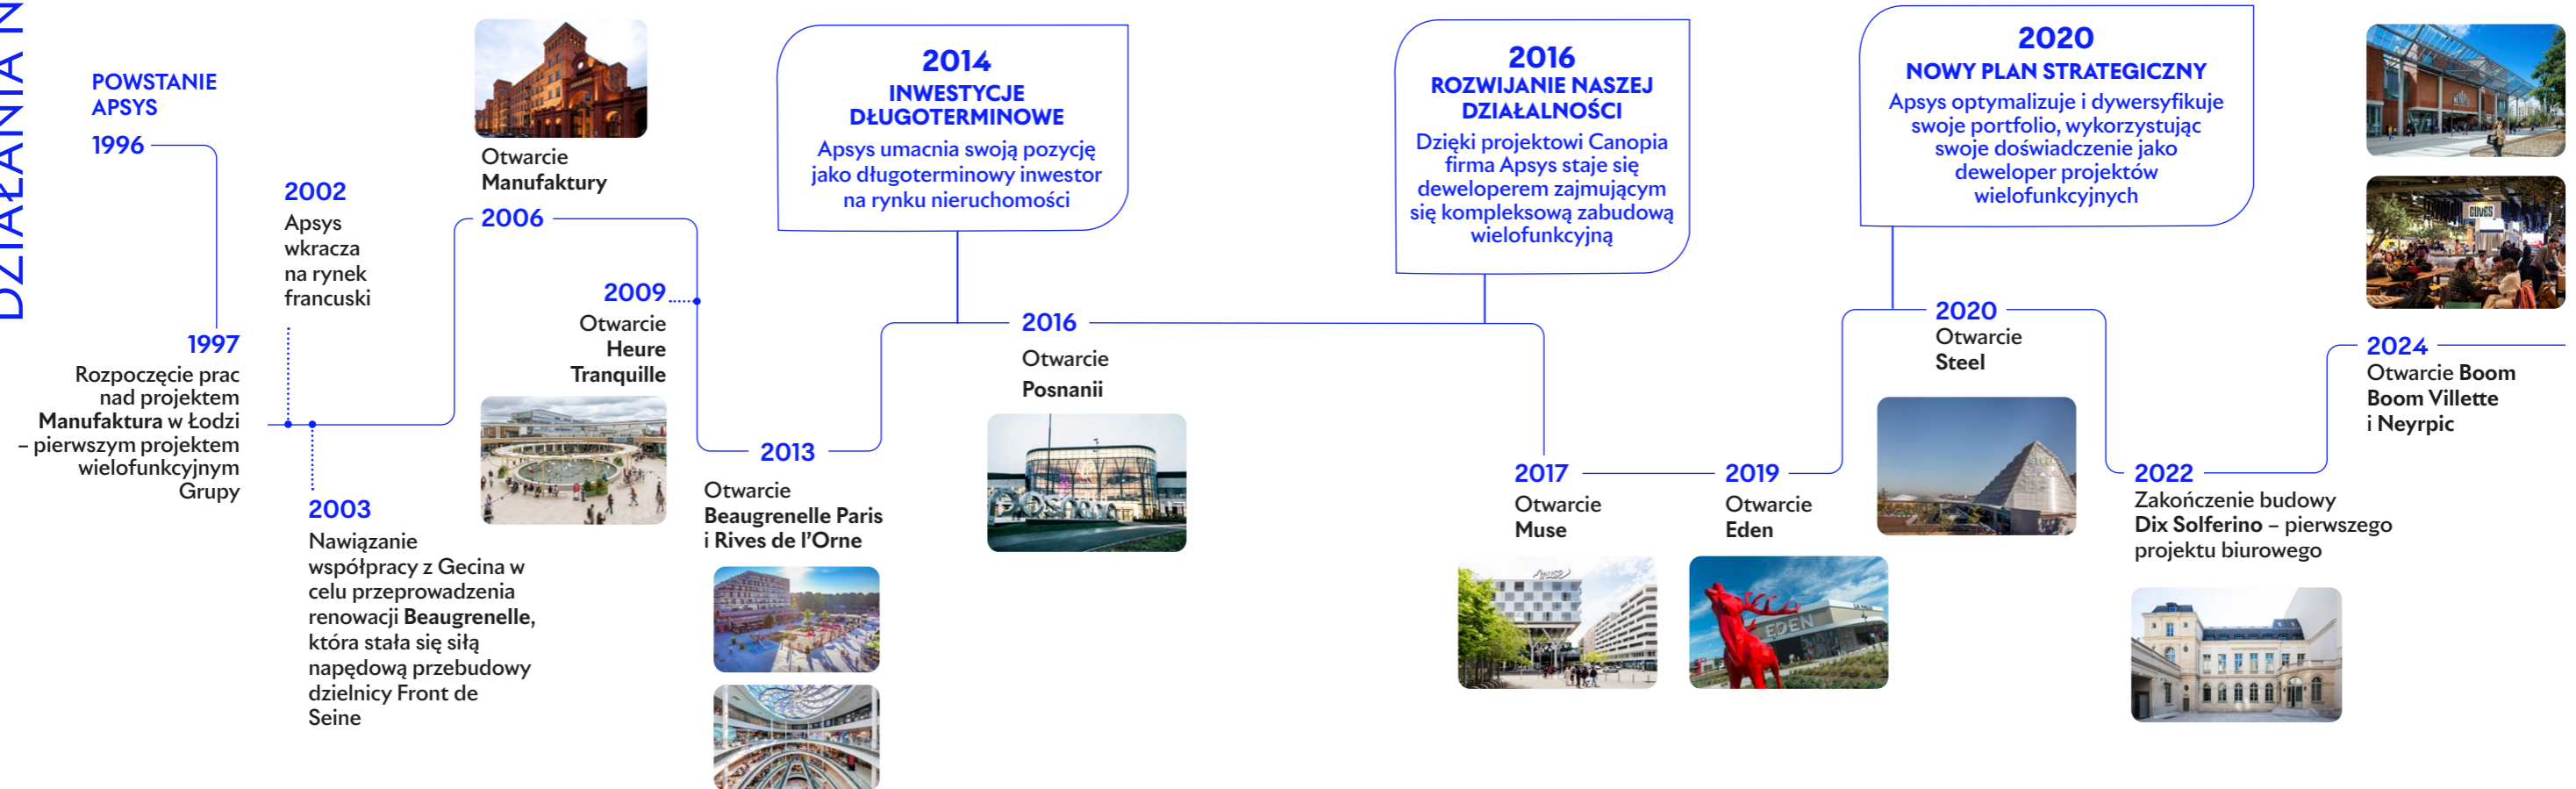 DZIAŁANIA N
POWSTANIE
APSYS
1996
1997
Rozpoczęcie prac
nad projektem
Manufaktura w Łodzi
– pierwszym projektem
wielofunkcyjnym
Grupy
2002
Apsys
wkracza
na rynek
francuski
2003
Nawiązanie
współpracy z Gecina w
celu przeprowadzenia
renowacji Beaugrenelle,
która stała się siłą
napędową przebudowy
dzielnicy Front de
Seine
Otwarcie
Manufaktury
2006
2009
Otwarcie
Heure
Tranquille
2013
Otwarcie
Beaugrenelle Paris
i Rives de l’Orne
2014
INWESTYCJE
DŁUGOTERMINOWE
Apsys umacnia swoją pozycję
jako długoterminowy inwestor
na rynku nieruchomości
2016
Otwarcie
Posnanii
Posnania
2016
ROZWIJANIE NASZEJ
DZIAŁALNOŚCI
Dzięki projektowi Canopia
firma Apsys staje się
deweloperem zajmującym
się kompleksową zabudową
wielofunkcyjną
2017
Otwarcie
Muse
muse
2019
Otwarcie
Eden
EDEN
2020
NOWY PLAN STRATEGICZNY
Apsys optymalizuje i dywersyfikuje
swoje portfolio, wykorzystując
swoje doświadczenie jako
deweloper projektów
wielofunkcyjnych
2020
Otwarcie
Steel
2022
Zakończenie budowy
Dix Solferino – pierwszego
projektu biurowego
2024
Otwarcie Boom
Boom Villette
i Neyrpic